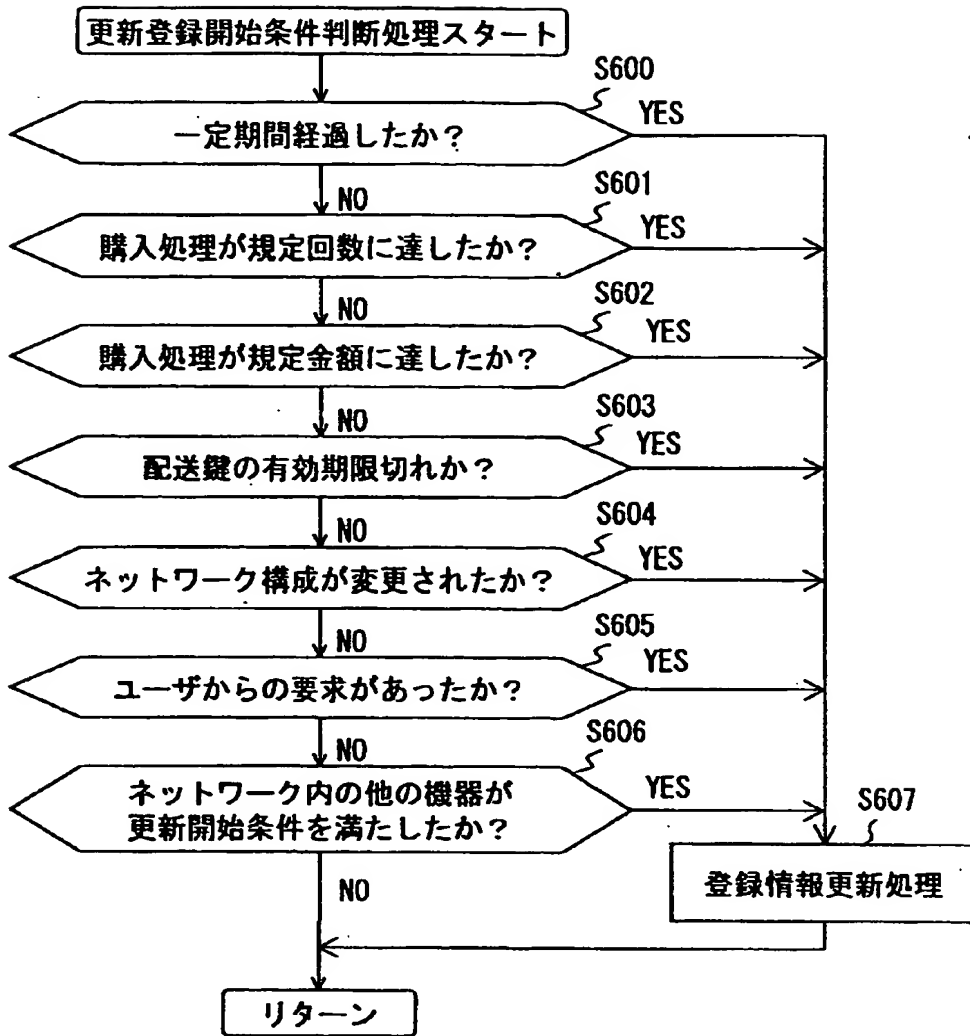 更新登録開始条件判断処理スタート
S600
一定期間経過したか?
YES
NO
S601
購入処理が規定回数に達したか?
YES
NO
S602
購入処理が規定金額に達したか?
YES
NO
S603
配送鍵の有効期限切れか?
YES
NO
S604
ネットワーク構成が変更されたか?
YES
NO
S605
ユーザからの要求があったか?
YES
NO
S606
ネットワーク内の他の機器が
更新開始条件を満たしたか?
YES
NO
S607
登録情報更新処理
リターン